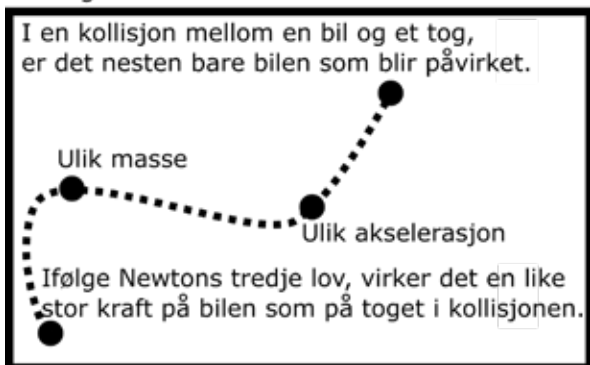 I en kollisjon mellom en bil og et tog,
er det nesten bare bilen som blir påvirket.
Ulik masse
Ulik akselerasjon
Ifølge Newtons tredje lov, virker det en like
stor kraft på bilen som på toget i kollisjonen.